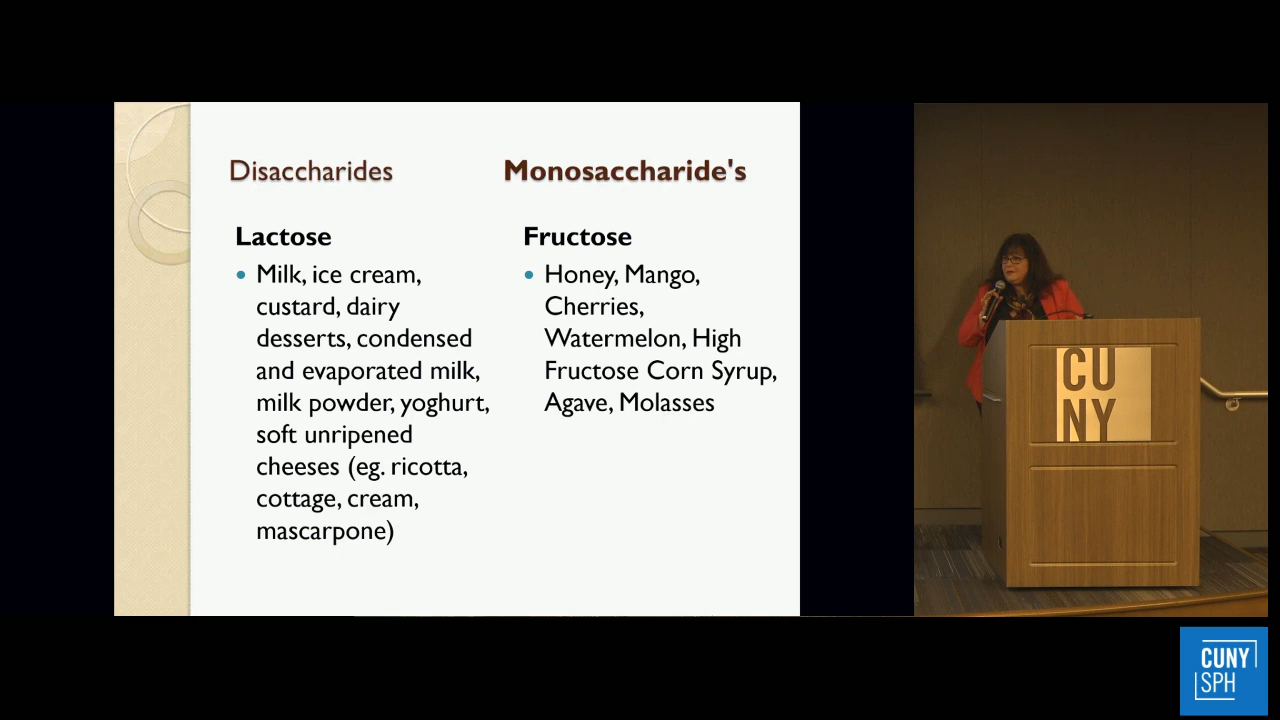 Disaccharides
Monosaccharide's
Lactose
Milk, ice cream,
custard, dairy
desserts, condensed
and evaporated milk,
milk powder, yoghurt,
soft unripened
cheeses (eg. ricotta,
cottage, cream,
mascarpone)
Fructose
Honey, Mango,
Cherries,
Watermelon, High
Fructose Corn Syrup,
Agave, Molasses
CU
NY
CUNY
SPH